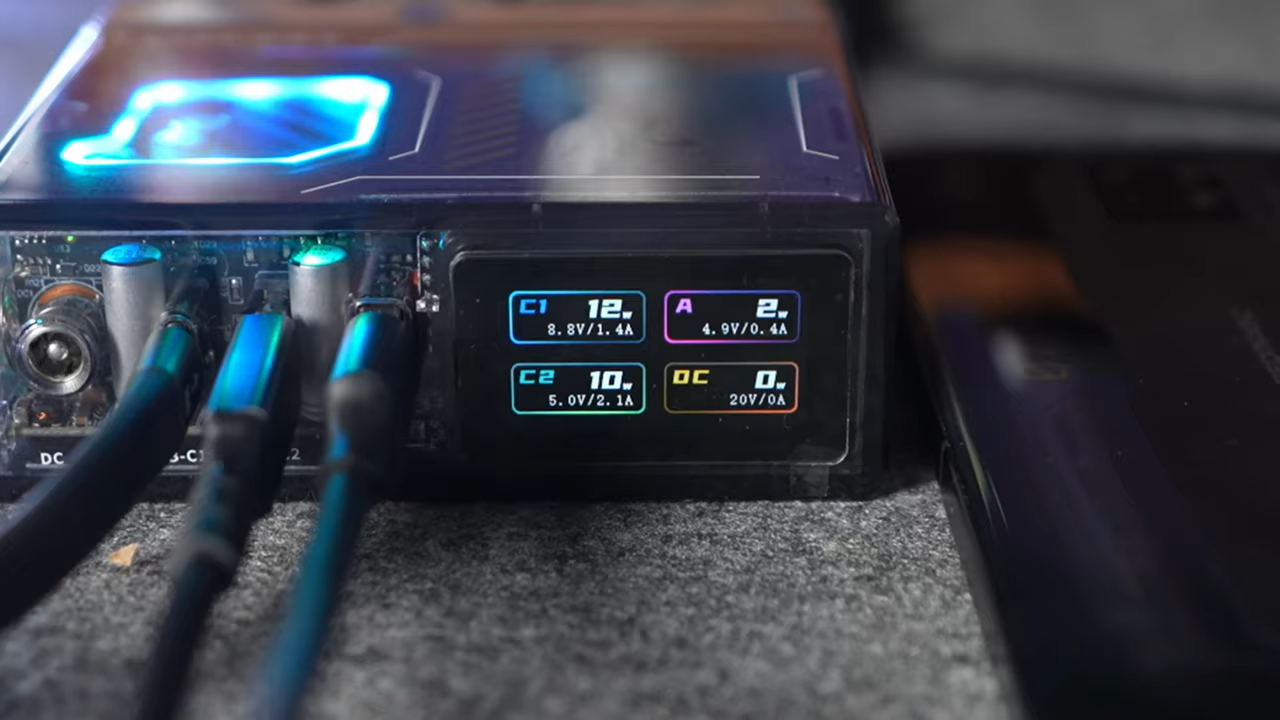 C1 12w
8.8V/1.4A
A 2w
4.9V/0.4A
C2 10w
5.0V/2.1A
DC 0w
20V/0A
DC